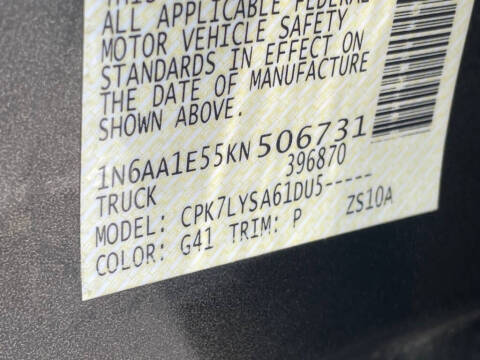 ALL APPLICABLE FEDERAL
MOTOR VEHICLE SAFETY
STANDARDS IN EFFECT ON
THE DATE OF MANUFACTURE
SHOWN ABOVE.
1N6AA1E55KN506731
396870
TRUCK
MODEL: CPK7LYSA61DU5-----
COLOR: G41 TRIM: P ZS10A